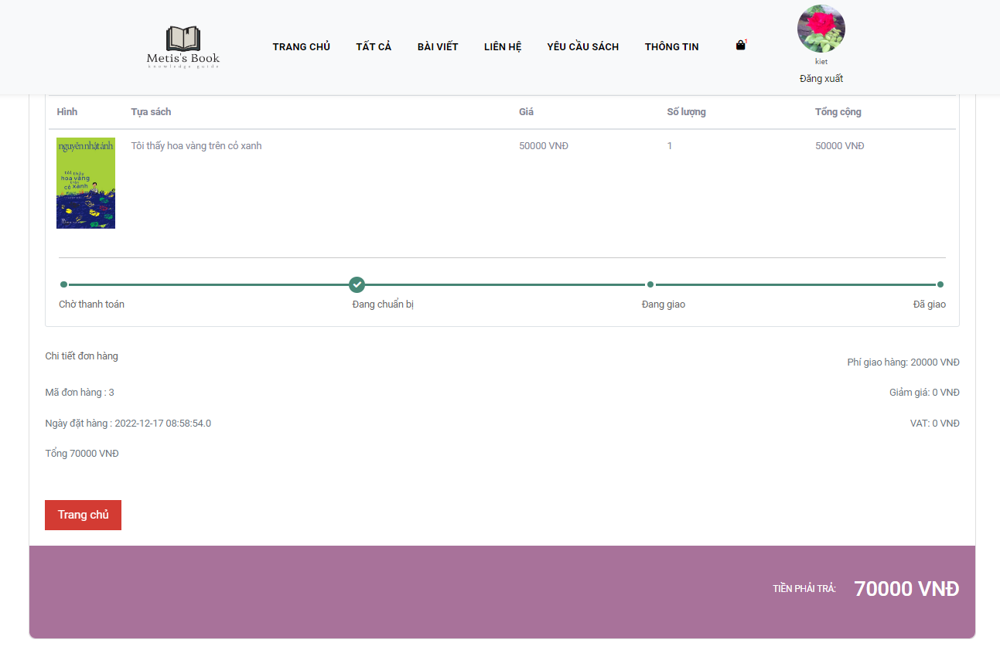 Metis's Book
knowledge guide
TRANG CHỦ TẤT CẢ BÀI VIẾT LIÊN HỆ YÊU CẦU SÁCH THÔNG TIN 1
kiet
Đăng xuất
Hình Tựa sách Giá Số lượng Tổng cộng
nguyễn nhật ánh
tôi thấy
hoa vàng
trên
cỏ xanh
Tôi thấy hoa vàng trên cỏ xanh 50000 VNĐ 1 50000 VNĐ
Chờ thanh toán Đang chuẩn bị Đang giao Đã giao
Chi tiết đơn hàng
Phí giao hàng: 20000 VNĐ
Mã đơn hàng : 3 Giảm giá: 0 VNĐ
Ngày đặt hàng : 2022-12-17 08:58:54.0 VAT: 0 VNĐ
Tổng 70000 VNĐ
Trang chủ
TIỀN PHẢI TRẢ: 70000 VNĐ